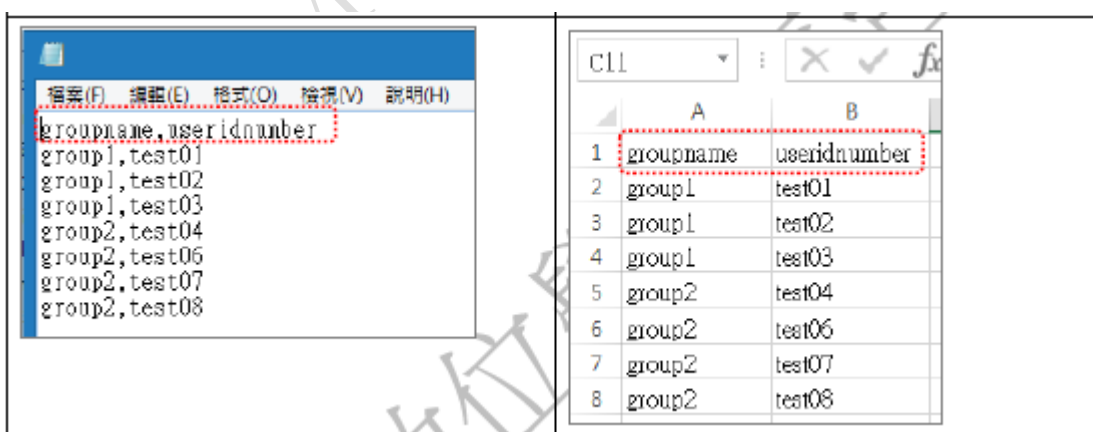 檔案(F) 編輯(E) 格式(O) 檢視(V) 說明(H)
groupname,useridnumber
group1,test01
group1,test02
group1,test03
group2,test04
group2,test06
group2,test07
group2,test08
C11 fx
A B
1 groupname useridnumber
2 group1 test01
3 group1 test02
4 group1 test03
5 group2 test04
6 group2 test06
7 group2 test07
8 group2 test08